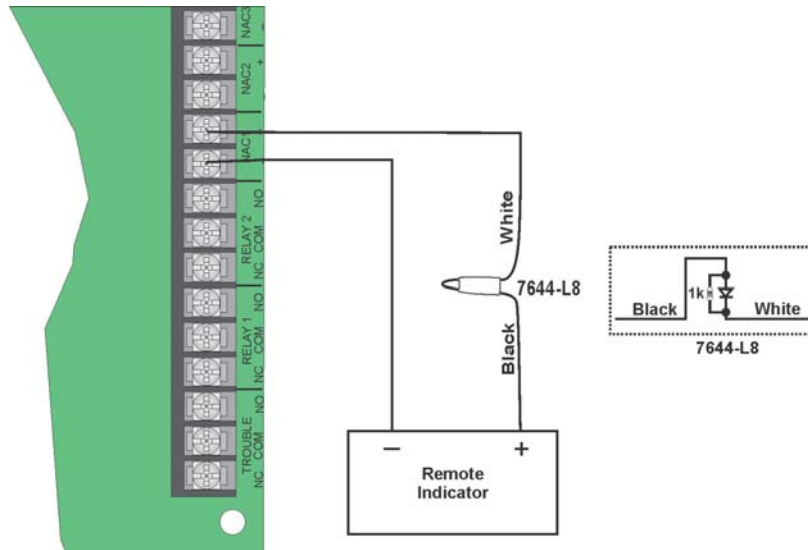 NAC3
NAC2
+
NAC1
NO
RELAY 2
COM
NC
NO
RELAY 1
COM
NC
NO
TROUBLE
COM
NC
White
7644-L8
Black
− +
Remote
Indicator
Black
1k
White
7644-L8